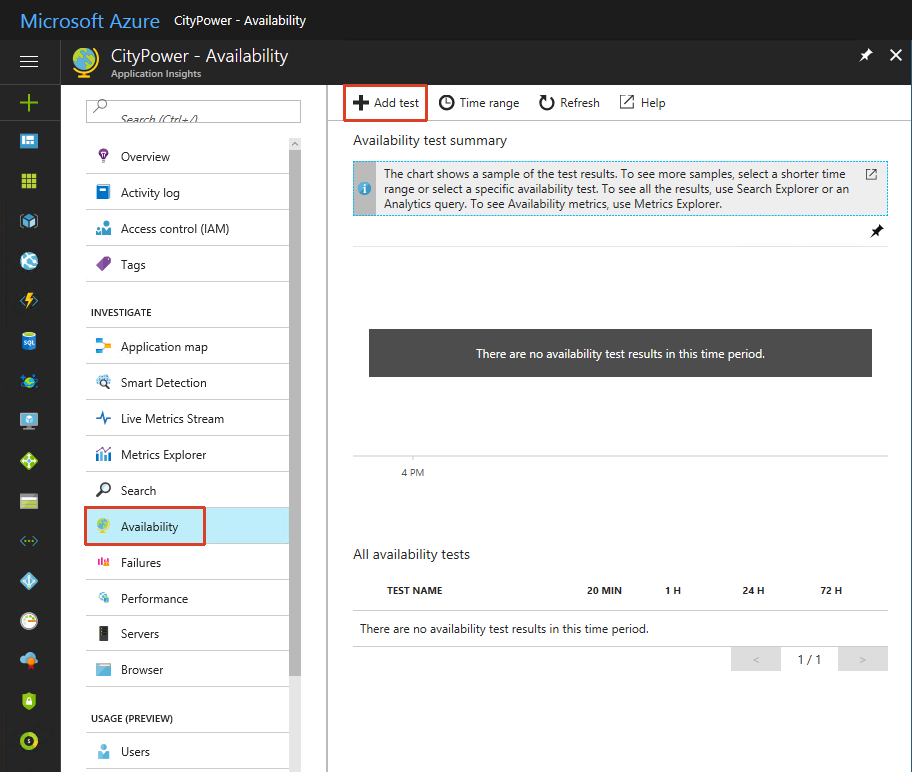 Microsoft Azure CityPower - Availability
CityPower - Availability
Application Insights
Search (Ctrl+/)
Overview
Activity log
Access control (IAM)
Tags
INVESTIGATE
Application map
Smart Detection
Live Metrics Stream
Metrics Explorer
Search
Availability
Failures
Performance
Servers
Browser
USAGE (PREVIEW)
Users
Add test Time range Refresh Help
Availability test summary
The chart shows a sample of the test results. To see more samples, select a shorter time
range or select a specific availability test. To see all the results, use Search Explorer or an
Analytics query. To see Availability metrics, use Metrics Explorer.
There are no availability test results in this time period.
4 PM
All availability tests
TEST NAME 20 MIN 1 H 24 H 72 H
There are no availability test results in this time period.
< 1 / 1 >